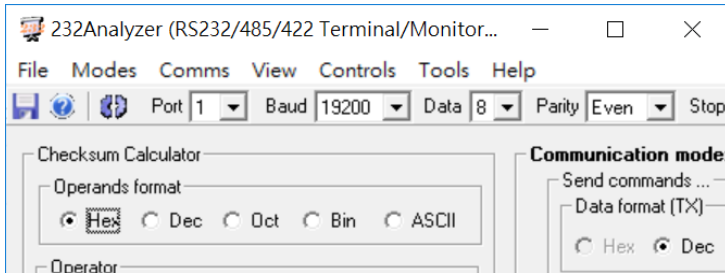 232Analyzer (RS232/485/422 Terminal/Monitor...
File Modes Comms View Controls Tools Help
Port 1 Baud 19200 Data 8 Parity Even Stop
Checksum Calculator
Operands format
Hex Dec Oct Bin ASCII
Operator
Communication mode:
Send commands ...
Data format (TX)
Hex Dec